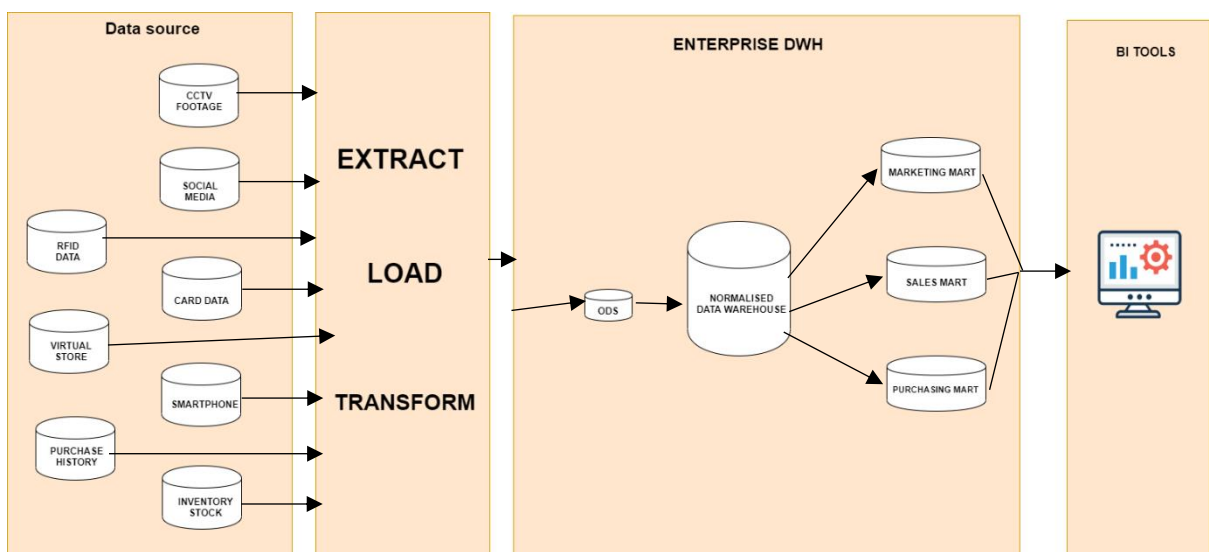 Data source
CCTV
FOOTAGE
SOCIAL
MEDIA
RFID
DATA
CARD DATA
VIRTUAL
STORE
SMARTPHONE
PURCHASE
HISTORY
INVENTORY
STOCK
EXTRACT
LOAD
TRANSFORM
ENTERPRISE DWH
ODS
NORMALISED
DATA WAREHOUSE
MARKETING MART
SALES MART
PURCHASING MART
BI TOOLS